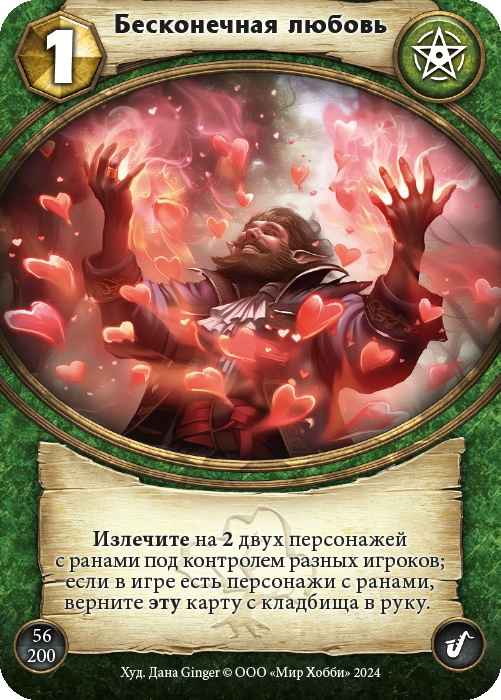 Бесконечная любовь
1
Излечите на 2 двух персонажей
с ранами под контролем разных игроков;
если в игре есть персонажи с ранами,
верните эту карту с кладбища в руку.
56
200
Худ. Дана Ginger © ООО «Мир Хобби» 2024